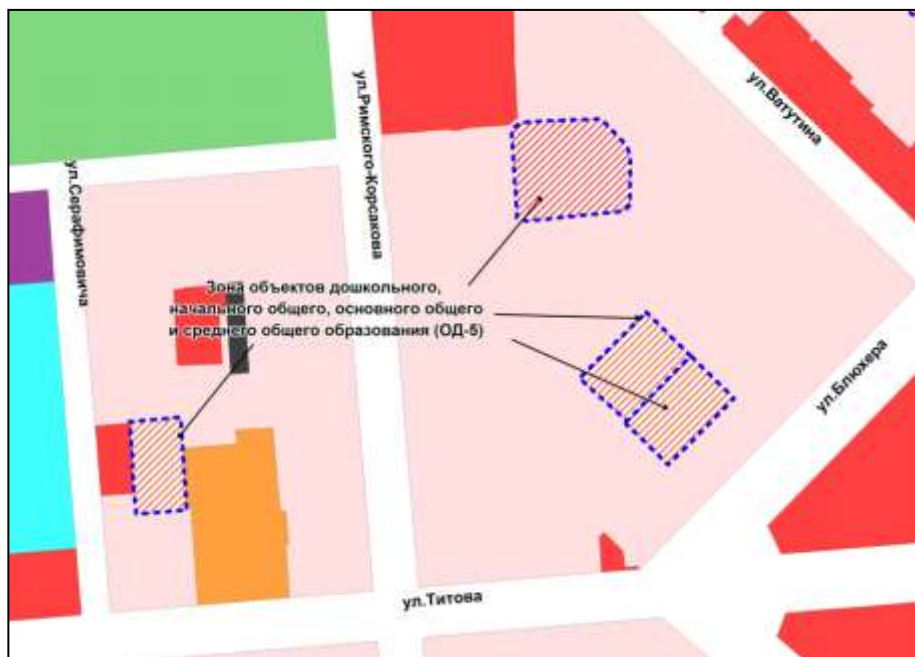 ул.Римского-Корсакова
ул.Ватутина
ул.Серафимовича
Зона объектов дошкольного,
начального общего, основного общего
и среднего общего образования (ОД-5)
ул.Блюхера
ул.Титова